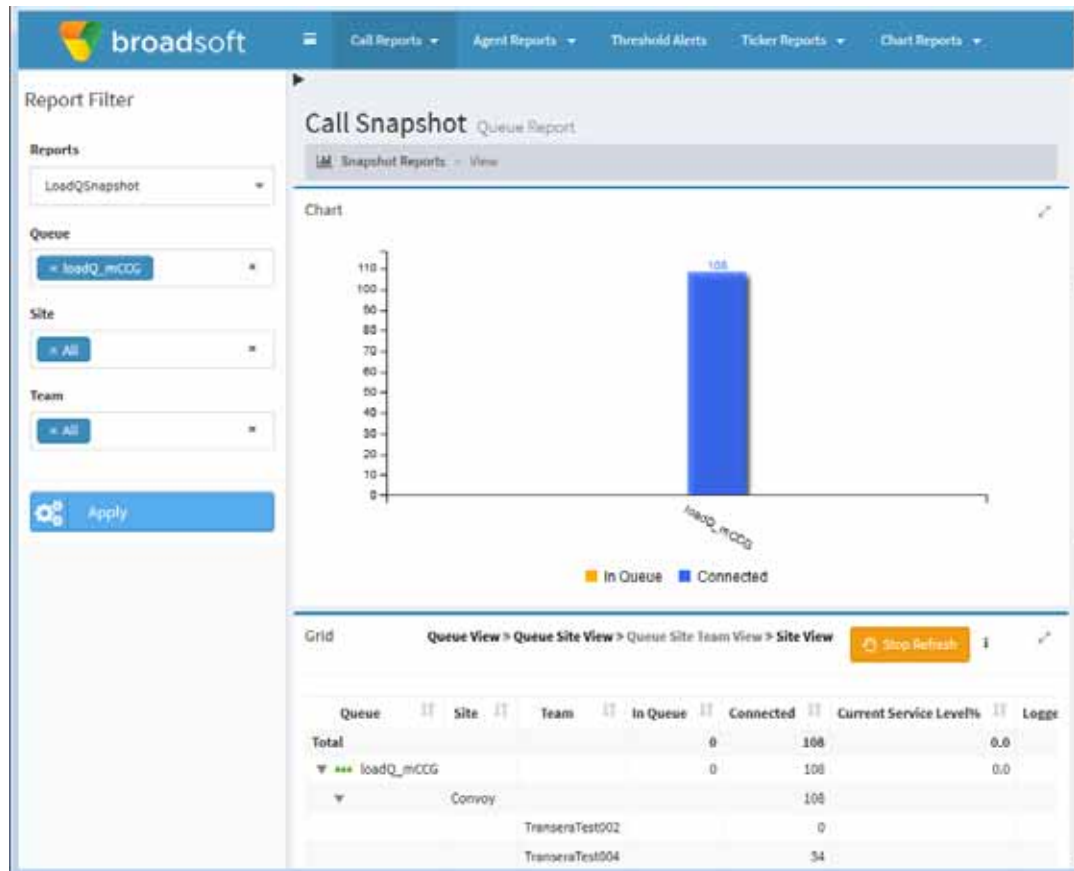 broadsoft
Call Reports
Agent Reports
Threshold Alerts
Ticker Reports
Chart Reports
Report Filter
Reports
LoadQSnapshot
Queue
× loadQ_mCCG
×
Site
× All
×
Team
× All
×
Apply
Call Snapshot Queue Report
Snapshot Reports - View
Chart
110
100
90
80
70
60
50
40
30
20
10
0
108
loadQ_mCCG
In Queue Connected
Grid
Queue View > Queue Site View > Queue Site Team View > Site View
Stop Refresh
i
Queue Site Team In Queue Connected Current Service Level% Logge
Total 0 108 0.0
loadQ_mCCG 0 108 0.0
Convoy 108
TranseraTest002 0
TranseraTest004 54